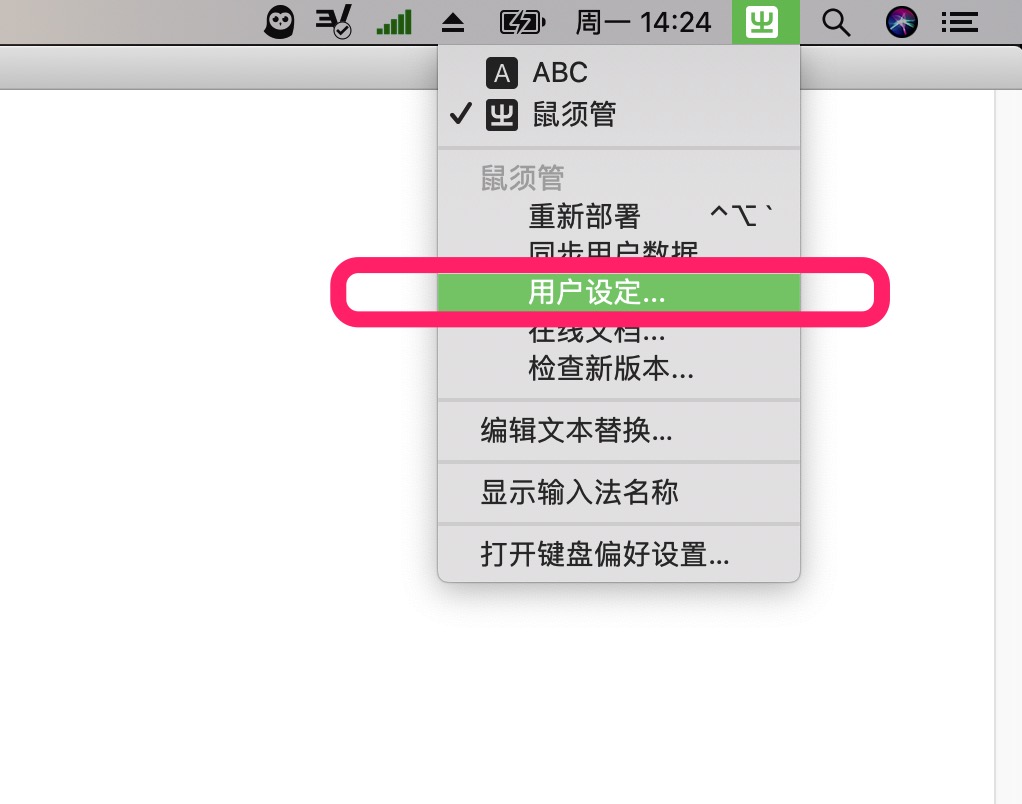 周一 14:24
A ABC
鼠须管
鼠须管
重新部署 ^⌥`
同步用户数据
用户设定...
在线文档...
检查新版本...
编辑文本替换...
显示输入法名称
打开键盘偏好设置...